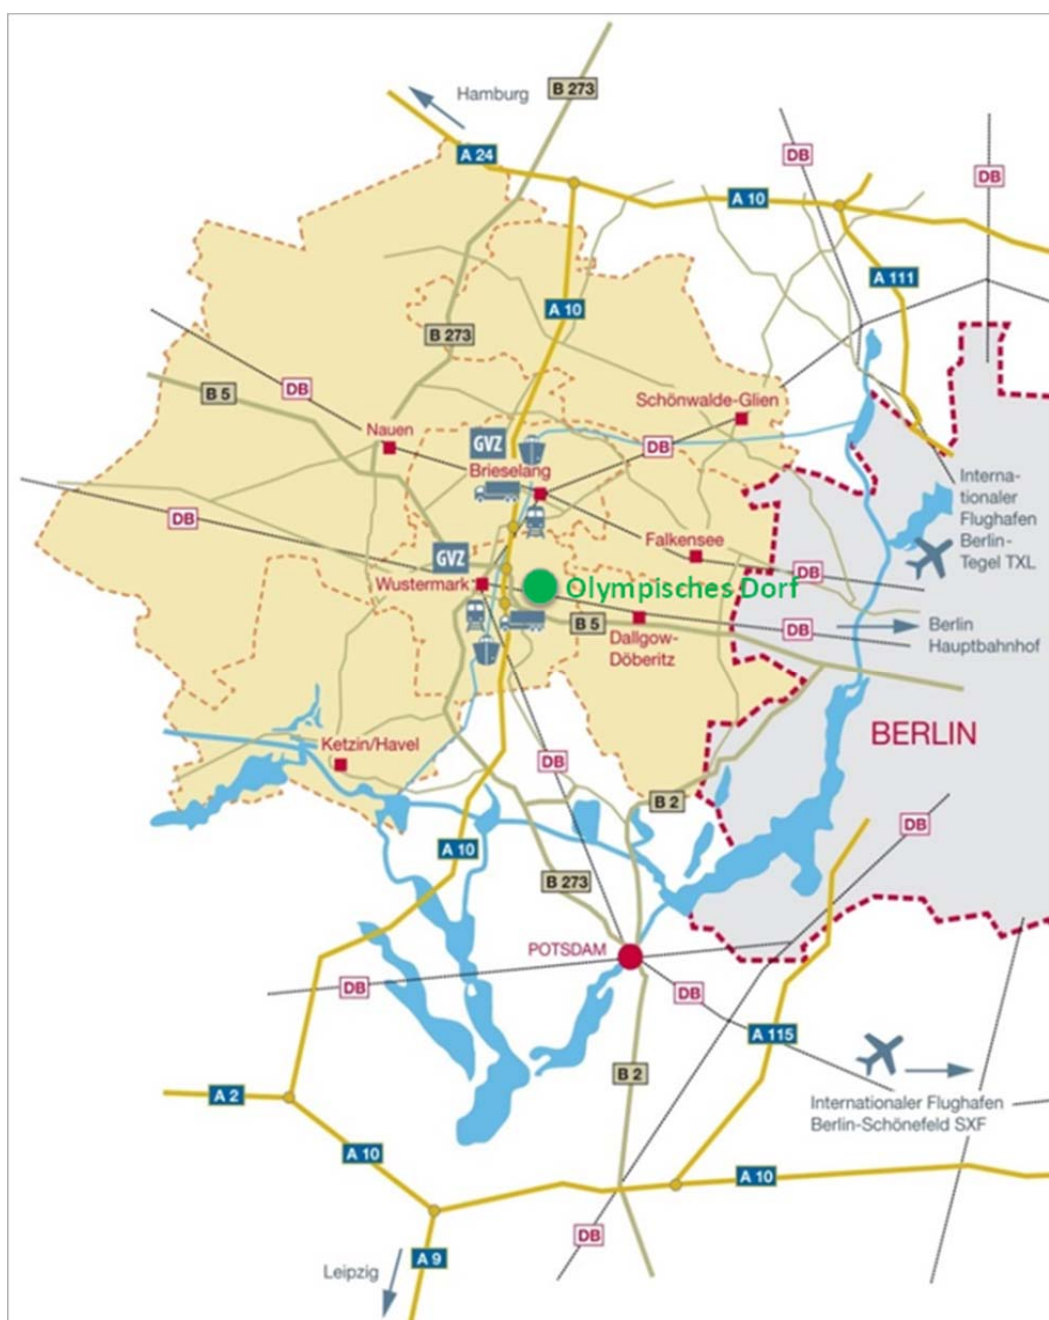 B 273
Hamburg
A 24
DB
DB
A 10
A 111
A 10
B 273
DB
B 5
Schönwalde-Glien
Nauen
GVZ
DB
Brieselang
Interna-
tionaler
Flughafen
Berlin-
Tegel TXL
DB
Falkensee
GVZ
Wustermark
DB
Olympisches Dorf
B 5
DB
Berlin
Hauptbahnhof
Dallgow-
Döberitz
BERLIN
Ketzin/Havel
DB
B 2
DB
A 10
B 273
POTSDAM
DB
DB
A 115
B 2
A 2
Internationaler Flughafen
Berlin-Schönefeld SXF
A 10
A 10
DB
A 9
Leipzig